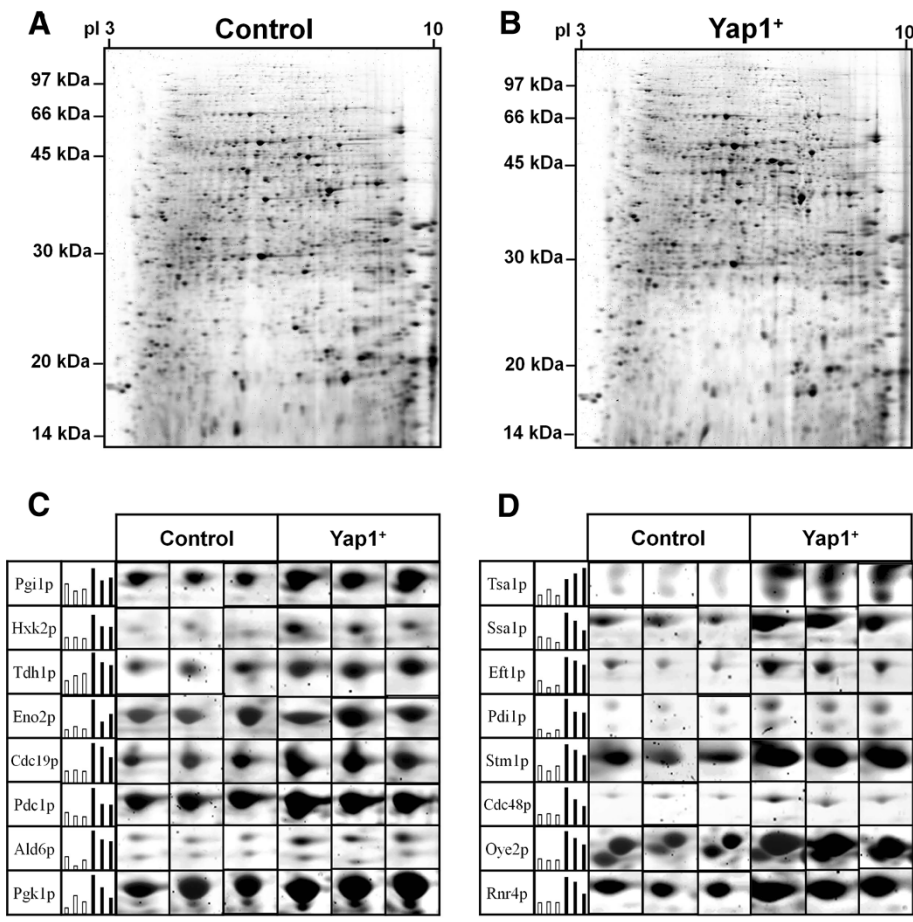 A pI 3 Control 10
97 kDa
66 kDa
45 kDa
30 kDa
20 kDa
14 kDa
B pI 3 Yap1+ 10
97 kDa
66 kDa
45 kDa
30 kDa
20 kDa
14 kDa
C
Control Yap1+
Pgi1p
Hxk2p
Tdh1p
Eno2p
Cdc19p
Pdc1p
Ald6p
Pgk1p
D
Control Yap1+
Tsa1p
Ssa1p
Eft1p
Pdi1p
Stm1p
Cdc48p
Oye2p
Rnr4p